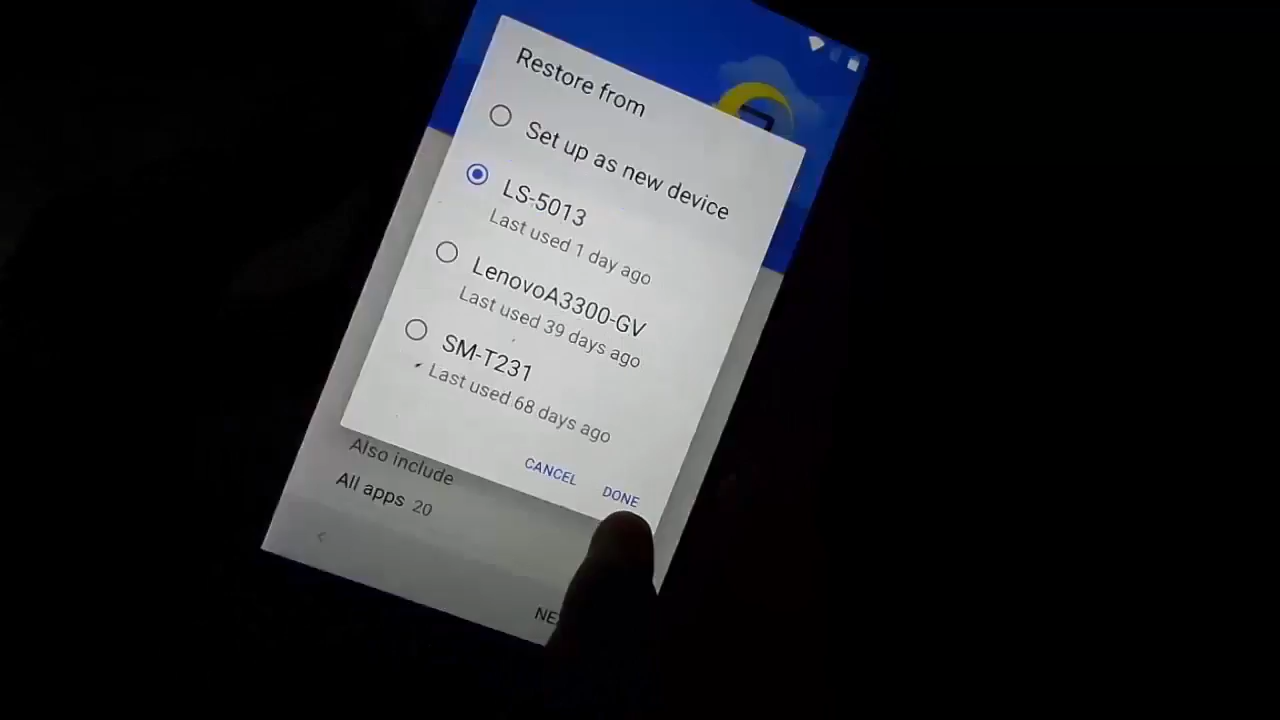 Restore from
Set up as new device
LS-5013
Last used 1 day ago
LenovoA3300-GV
Last used 39 days ago
SM-T231
Last used 68 days ago
CANCEL DONE
Also include
All apps 20